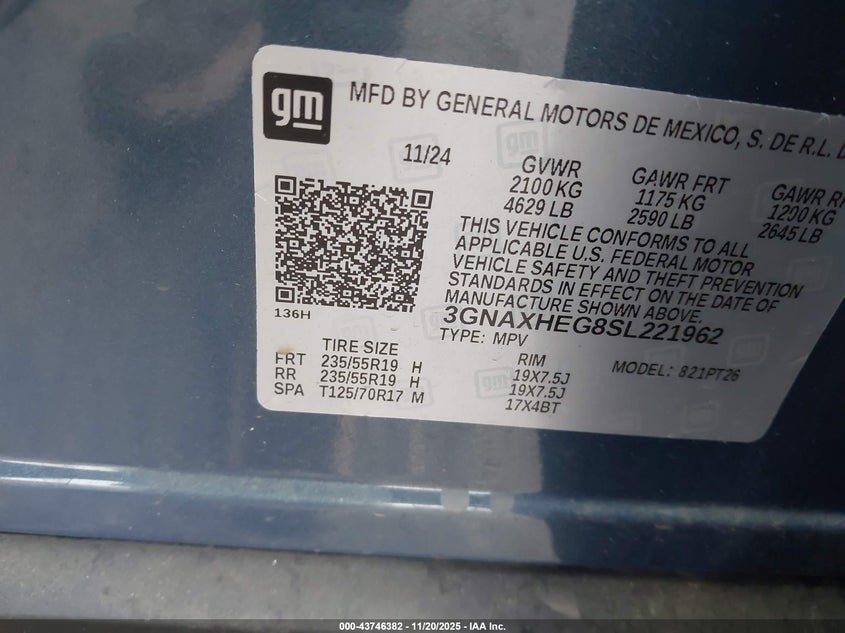 gm
MFD BY GENERAL MOTORS DE MEXICO, S. DE R.L. D
11/24
GVWR
2100 KG
4629 LB
GAWR FRT
1175 KG
2590 LB
GAWR R
1200 KG
2645 LB
THIS VEHICLE CONFORMS TO ALL
APPLICABLE U.S. FEDERAL MOTOR
VEHICLE SAFETY AND THEFT PREVENTION
STANDARDS IN EFFECT ON THE DATE OF
MANUFACTURE SHOWN ABOVE.
3GNAXHEG8SL221962
TYPE: MPV
MODEL: 821PT26
136H
TIRE SIZE
RIM
FRT 235/55R19 H 19X7.5J
RR 235/55R19 H 19X7.5J
SPA T125/70R17 M 17X4BT
000-43746382 | 11/20/2025 - IAA Inc.